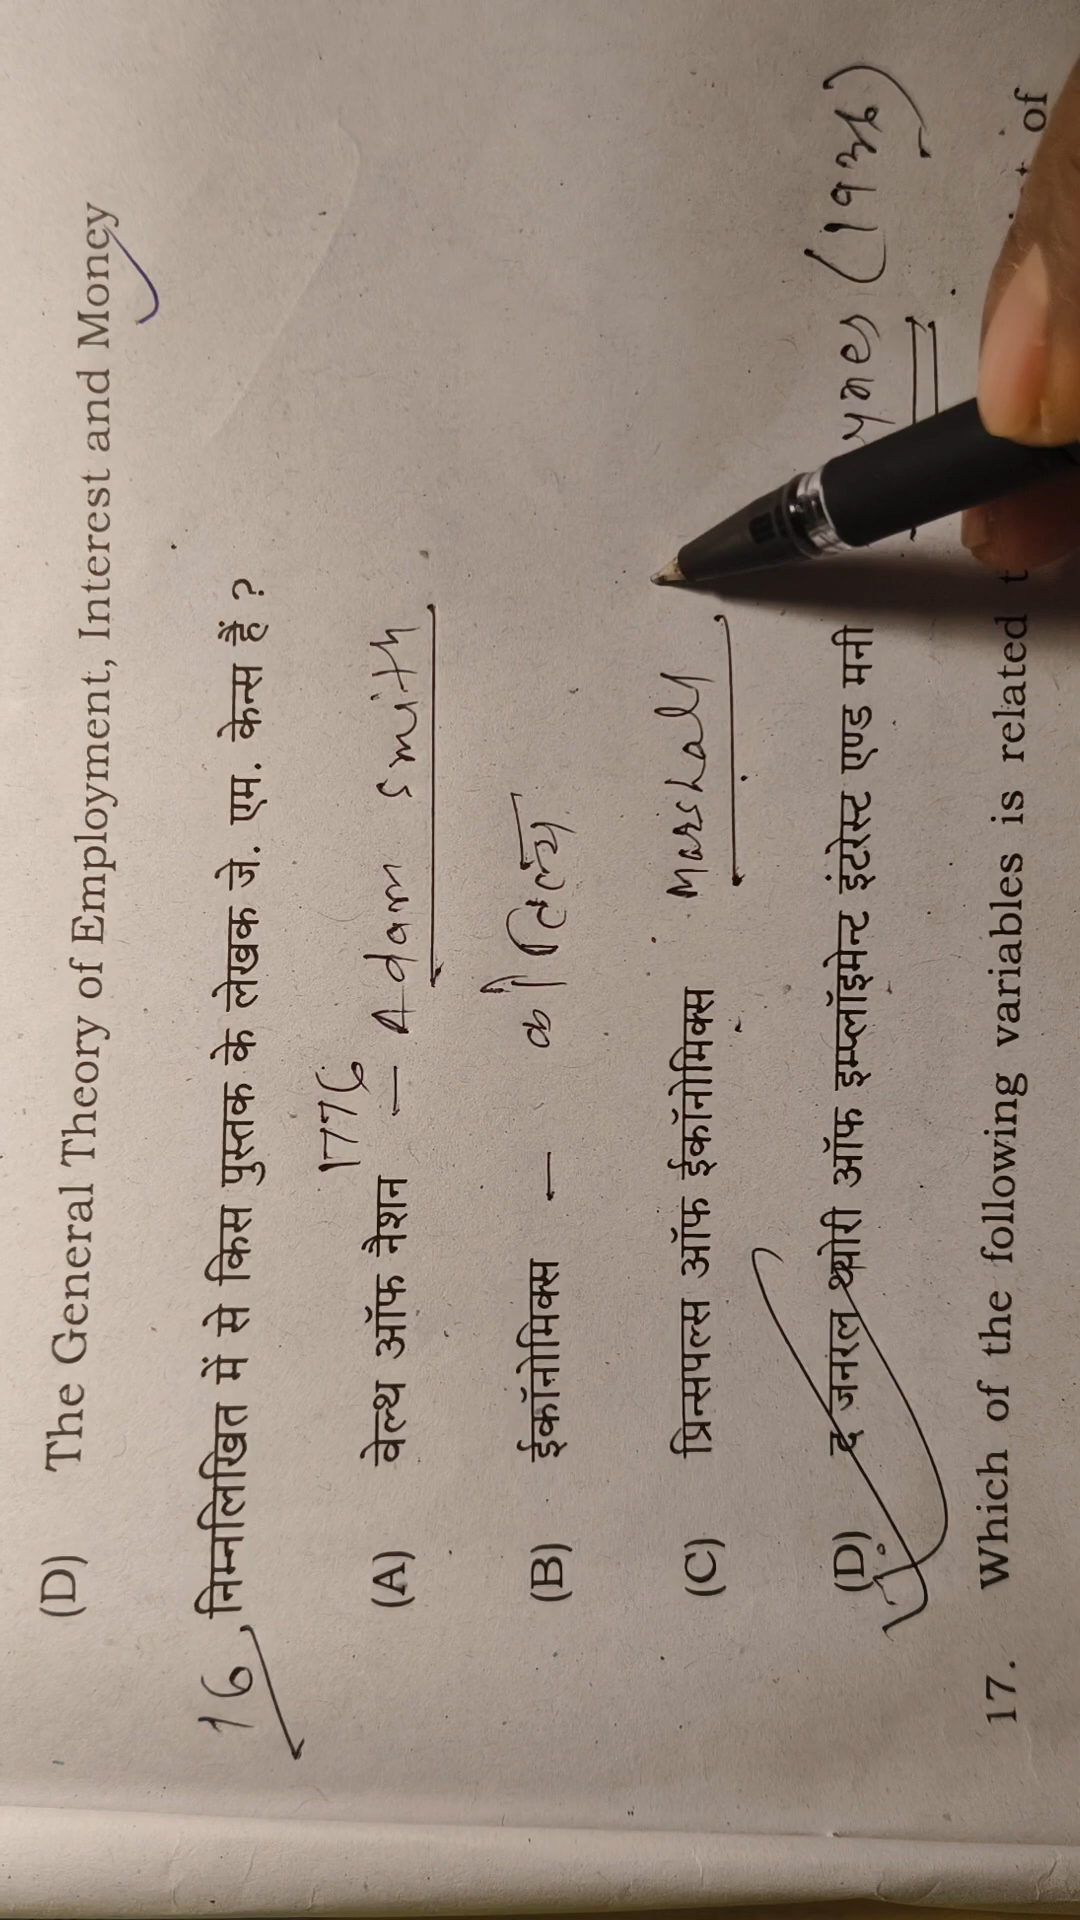 (D) The General Theory of Employment, Interest and Money
16 निम्नलिखित में से किस पुस्तक के लेखक जे. एम. केन्स हैं ?
1776
(A) वेल्थ ऑफ नैशन — Adam Smith
(B) ईकॉनोमिक्स —
(C) प्रिन्सपल्स ऑफ ईकॉनोमिक्स Marshall
(D) द जनरल थ्योरी ऑफ इम्प्लॉइमेन्ट इंटरेस्ट एण्ड मनी ynes (1936)
17. Which of the following variables is related of